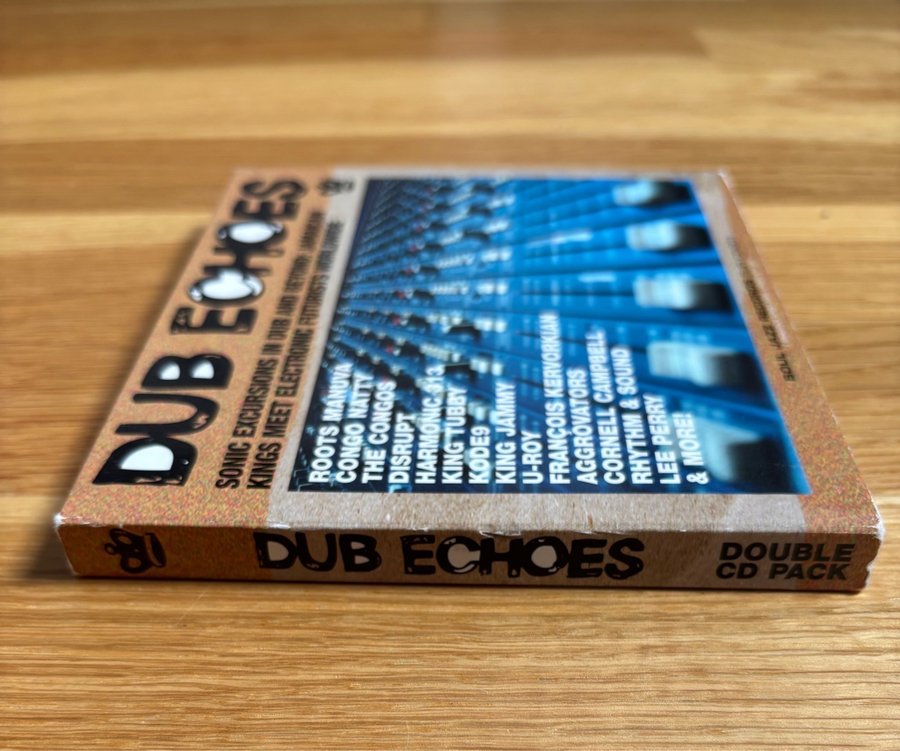 DUB ECHOES
SONIC EXCURSIONS IN DUB AND BEYOND: JAMAICAN
KINGS MEET ELECTRONIC FUTURISTS WORLDWIDE
ROOTS MANUVA
CONGO NATTY
THE CONGOS
DISRUPT
HARMONIC 313
KING TUBBY
KODE9
KING JAMMY
U-ROY
FRANÇOIS KERVORKIAN
AGGROVATORS
CORNELL CAMPBELL
RHYTHM & SOUND
LEE PERRY
& MORE!
SOUL JAZZ RECORDS
DUB ECHOES
DOUBLE
CD PACK